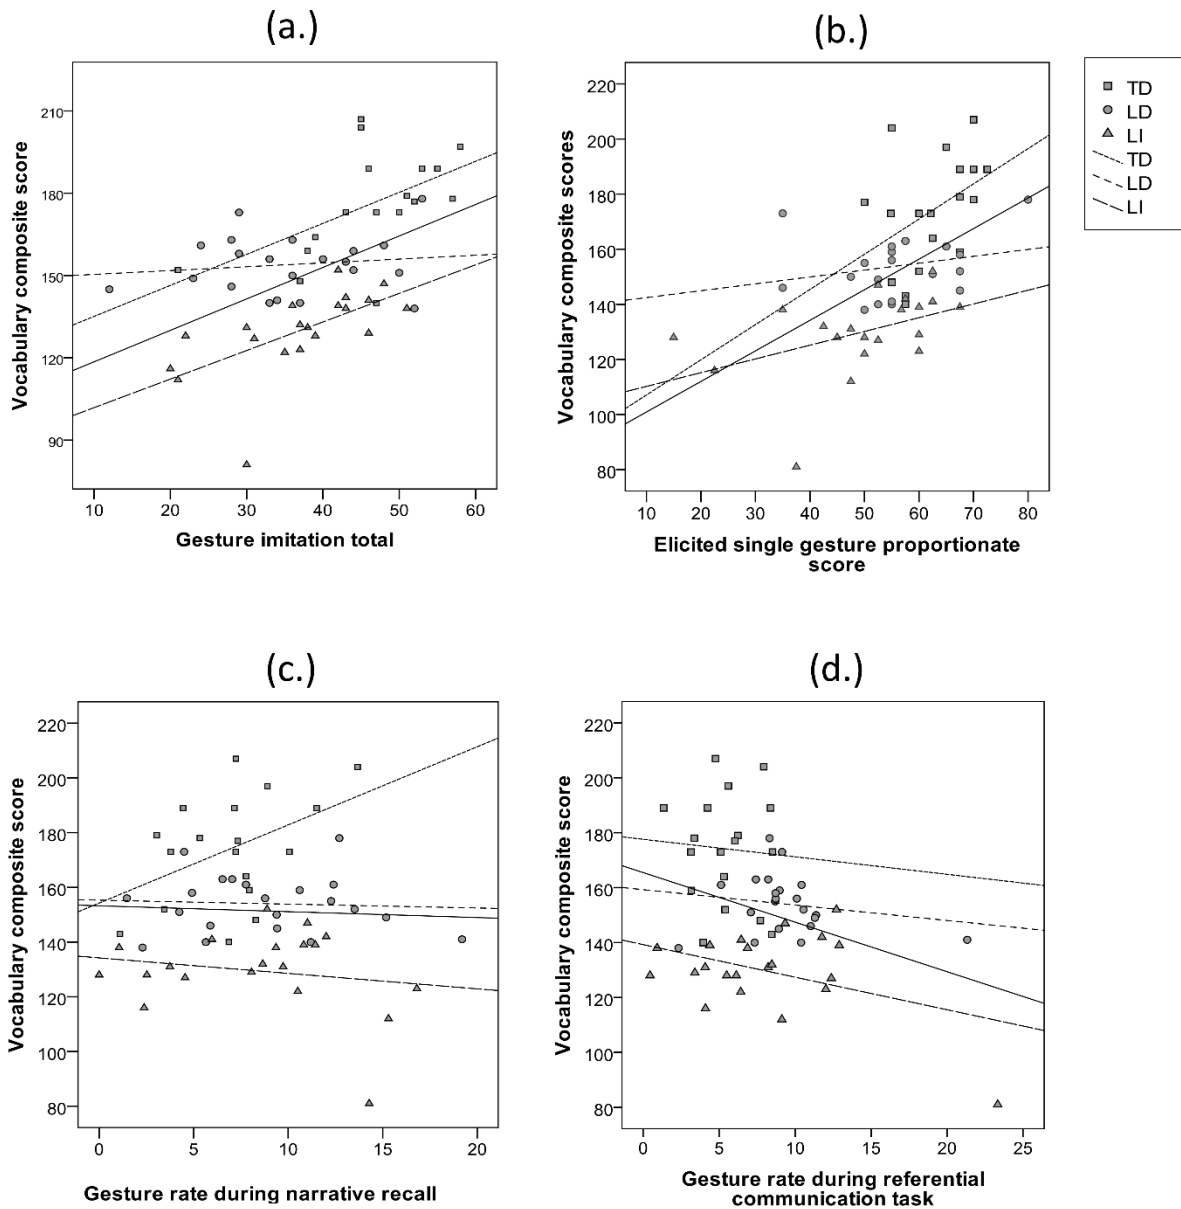 (a.)
Vocabulary composite score
210
180
150
120
90
10 20 30 40 50 60
Gesture imitation total
(b.)
Vocabulary composite scores
220
200
180
160
140
120
100
80
10 20 30 40 50 60 70 80
Elicited single gesture proportionate
score
TD
LD
LI
TD
LD
LI
(c.)
Vocabulary composite score
220
200
180
160
140
120
100
80
0 5 10 15 20
Gesture rate during narrative recall
(d.)
Vocabulary composite score
220
200
180
160
140
120
100
80
0 5 10 15 20 25
Gesture rate during referential
communication task